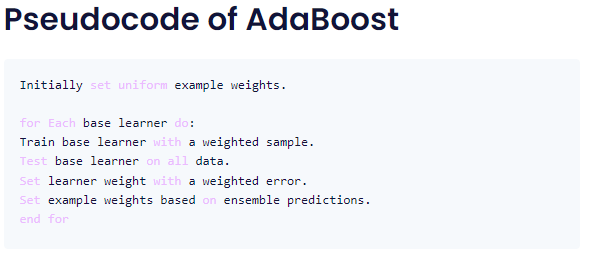 Pseudocode of AdaBoost
Initially set uniform example weights.
for Each base learner do:
Train base learner with a weighted sample.
Test base learner on all data.
Set learner weight with a weighted error.
Set example weights based on ensemble predictions.
end for